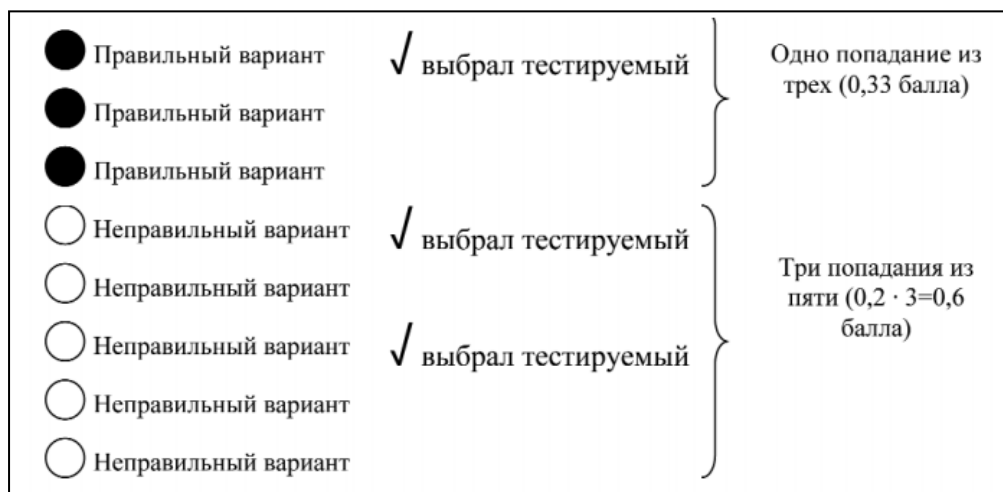 Правильный вариант √ выбрал тестируемый
Правильный вариант
Правильный вариант
Одно попадание из
трех (0,33 балла)
Неправильный вариант √ выбрал тестируемый
Неправильный вариант
Неправильный вариант √ выбрал тестируемый
Неправильный вариант
Неправильный вариант
Три попадания из
пяти (0,2 · 3=0,6
балла)